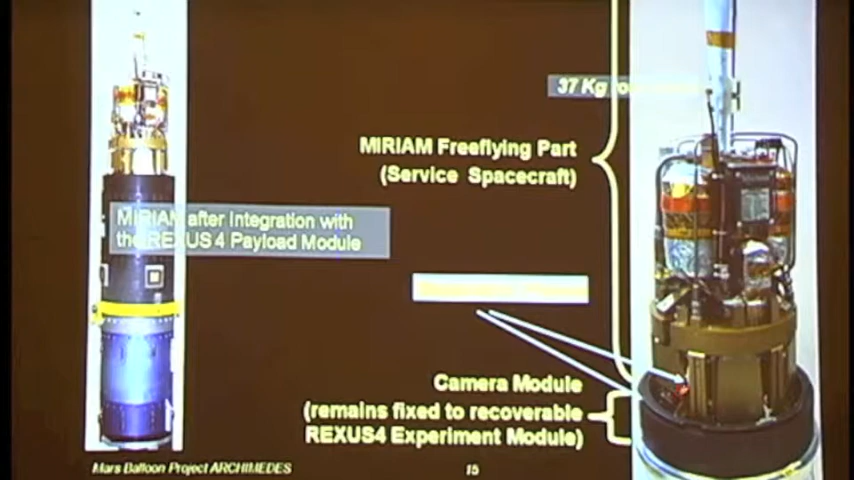 37 Kg
MIRIAM Freeflying Part
(Service Spacecraft)
MIRIAM after Integration with
the REXUS 4 Payload Module
Camera Module
(remains fixed to recoverable
REXUS4 Experiment Module)
Mars Balloon Project ARCHIMEDES
15